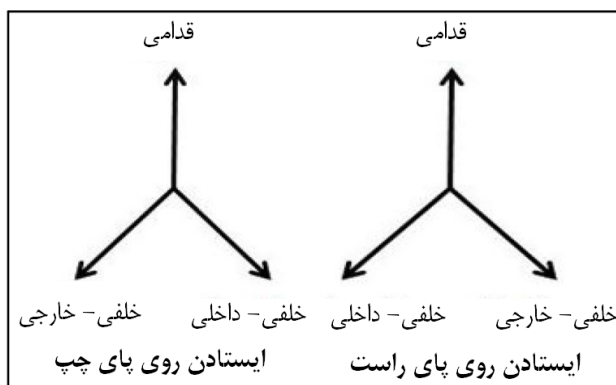 قدامی
قدامی
خلفی- خارجی
خلفی- داخلی
خلفی- داخلی
خلفی- خارجی
ایستادن روی پای راست
ایستادن روی پای چپ